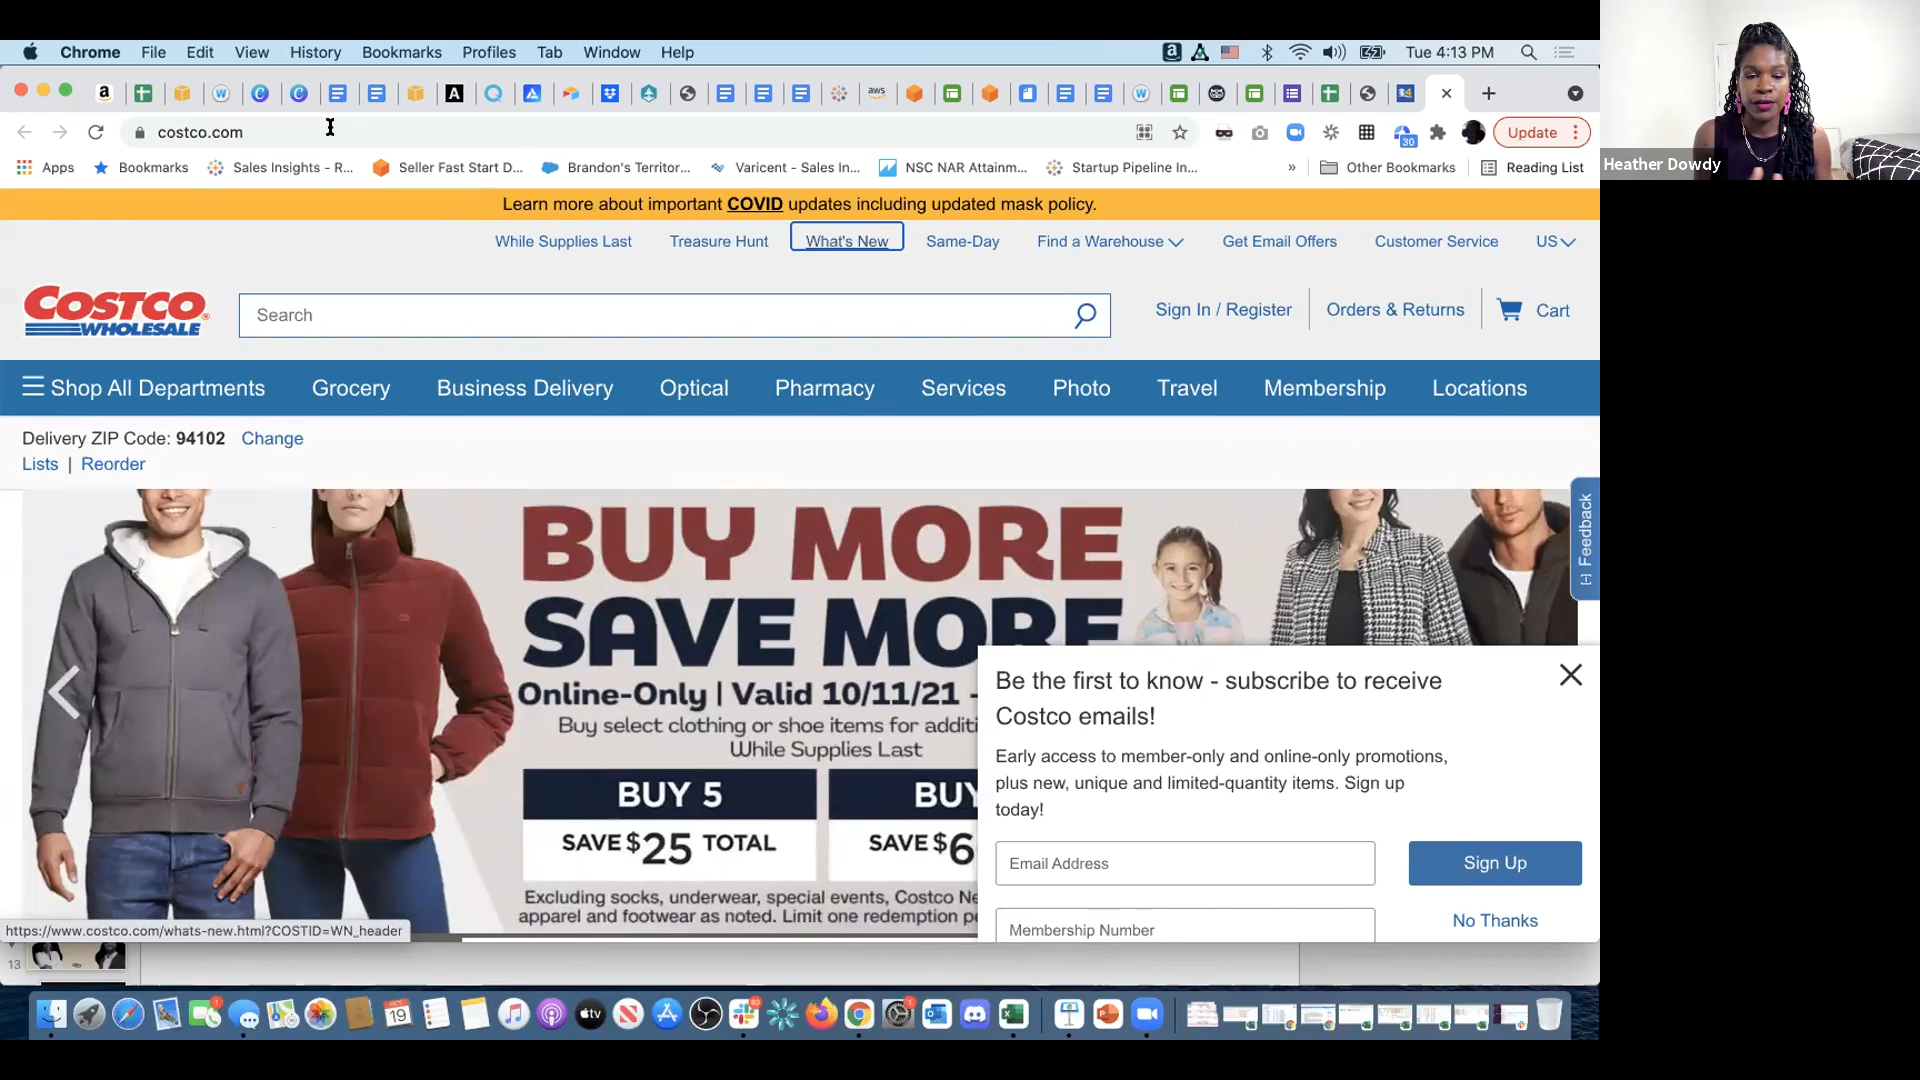 Chrome File Edit View History Bookmarks Profiles Tab Window Help
Tue 4:13 PM
costco.com
Update
Apps Bookmarks Sales Insights - R... Seller Fast Start D... Brandon's Territor... Varicent - Sales In... NSC NAR Attainm... Startup Pipeline In... » Other Bookmarks Reading List
Heather Dowdy
Learn more about important COVID updates including updated mask policy.
While Supplies Last Treasure Hunt What's New Same-Day Find a Warehouse Get Email Offers Customer Service US
COSTCO
WHOLESALE
Search
Sign In / Register Orders & Returns Cart
Shop All Departments Grocery Business Delivery Optical Pharmacy Services Photo Travel Membership Locations
Delivery ZIP Code: 94102 Change
Lists | Reorder
BUY MORE
SAVE MORE
Online-Only | Valid 10/11/21 -
Buy select clothing or shoe items for additi
While Supplies Last
BUY 5
SAVE $25 TOTAL
BUY
SAVE $6
Excluding socks, underwear, special events, Costco Ne
apparel and footwear as noted. Limit one redemption pe
[-] Feedback
Be the first to know - subscribe to receive
Costco emails!
Early access to member-only and online-only promotions,
plus new, unique and limited-quantity items. Sign up
today!
Email Address
Sign Up
Membership Number
No Thanks
https://www.costco.com/whats-new.html?COSTID=WN_header
13